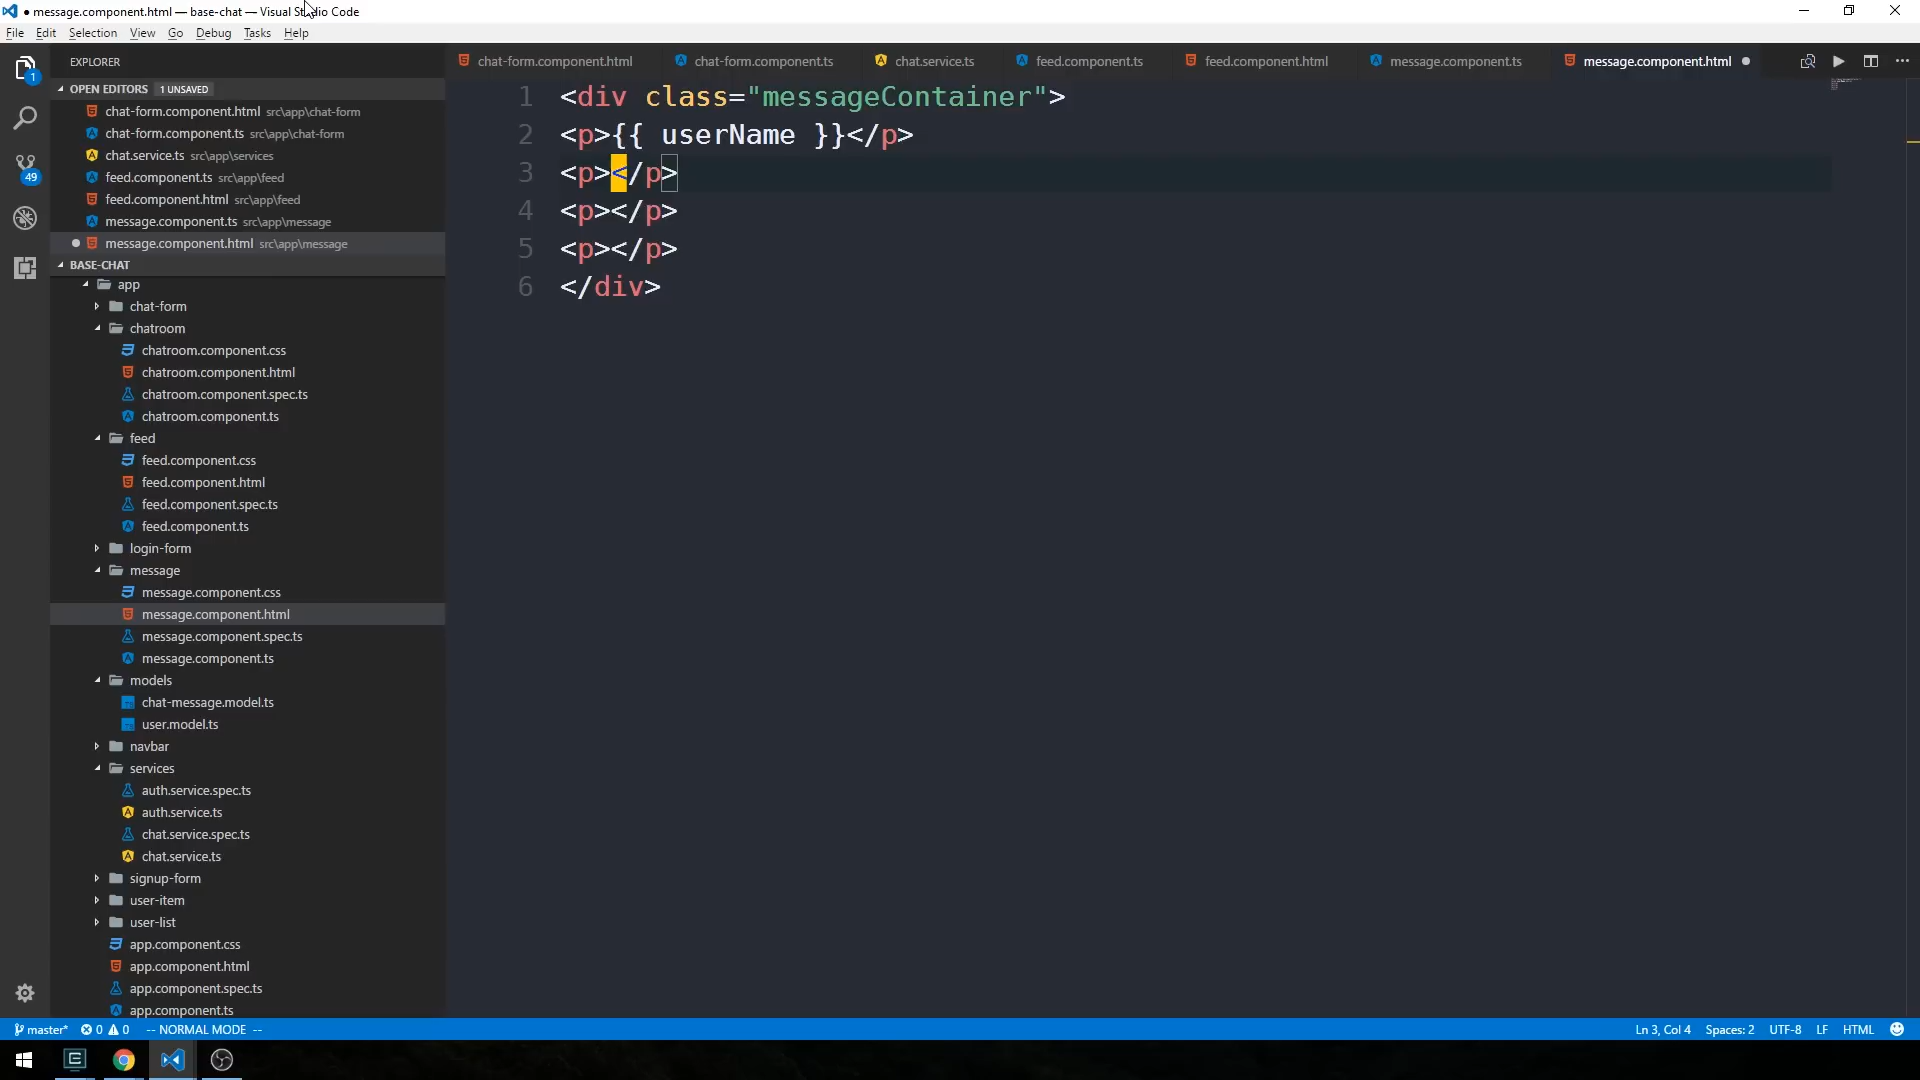 ● message.component.html — base-chat — Visual Studio Code
File Edit Selection View Go Debug Tasks Help
EXPLORER
OPEN EDITORS 1 UNSAVED
chat-form.component.html src\app\chat-form
chat-form.component.ts src\app\chat-form
chat.service.ts src\app\services
feed.component.ts src\app\feed
feed.component.html src\app\feed
message.component.ts src\app\message
message.component.html src\app\message
BASE-CHAT
app
chat-form
chatroom
chatroom.component.css
chatroom.component.html
chatroom.component.spec.ts
chatroom.component.ts
feed
feed.component.css
feed.component.html
feed.component.spec.ts
feed.component.ts
login-form
message
message.component.css
message.component.html
message.component.spec.ts
message.component.ts
models
chat-message.model.ts
user.model.ts
navbar
services
auth.service.spec.ts
auth.service.ts
chat.service.spec.ts
chat.service.ts
signup-form
user-item
user-list
app.component.css
app.component.html
app.component.spec.ts
app.component.ts
1
49
chat-form.component.html chat-form.component.ts chat.service.ts feed.component.ts feed.component.html message.component.ts message.component.html
1 <div class="messageContainer">
2 <p>{{ userName }}</p>
3 <p></p>
4 <p></p>
5 <p></p>
6 </div>
master* 0 0 -- NORMAL MODE -- Ln 3, Col 4 Spaces: 2 UTF-8 LF HTML